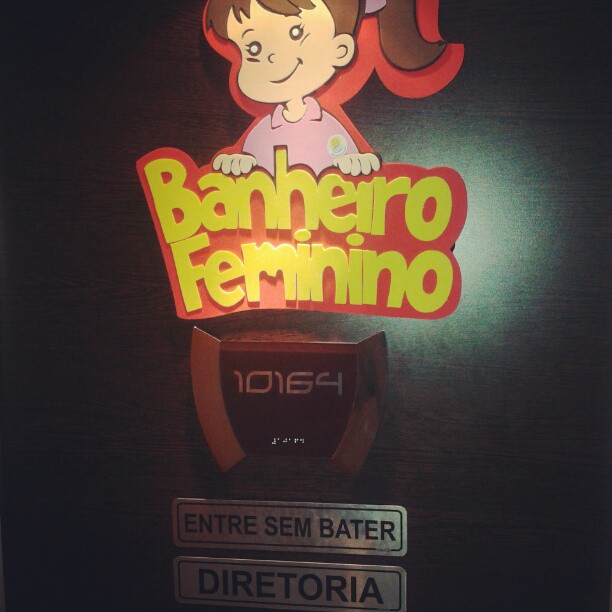 Banheiro
Feminino
10164
ENTRE SEM BATER
DIRETORIA